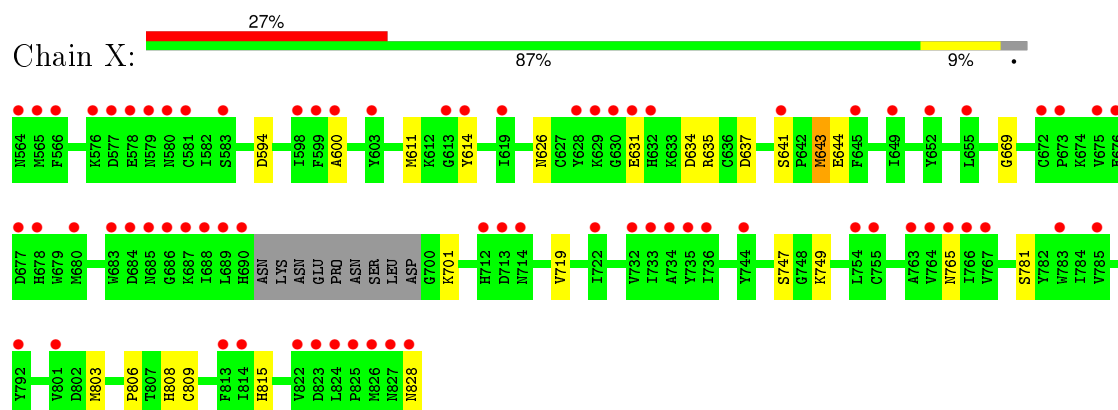 27%
Chain X:
87% 9% •
N564 M565 F566 K576 D577 E578 N579 N580 C581 I582 S583 D594 I598 F599 A600 Y603 M611 K612 G613 Y614 I619 N626 C627 Y628 K629 G630 E631 H632 K633 D634 R635 G636 D637 S641 P642 M643 E644 F645 I649 Y652 L655 G669 C672 P673 K674 V675 E676
D677 H678 W679 M680 W683 D684 N685 G686 K687 I688 L689 H690 ASN LYS ASN GLU PRO ASN SER LEU ASP G700 K701 H712 D713 N714 V719 I722 V732 I733 A734 Y735 I736 Y744 S747 G748 K749 L754 C755 A763 V764 N765 I766 V767 S781 Y782 W783 I784 V785
Y792 V801 D802 M803 P806 T807 H808 C809 F813 I814 H815 V822 D823 L824 P825 M826 N827 N828